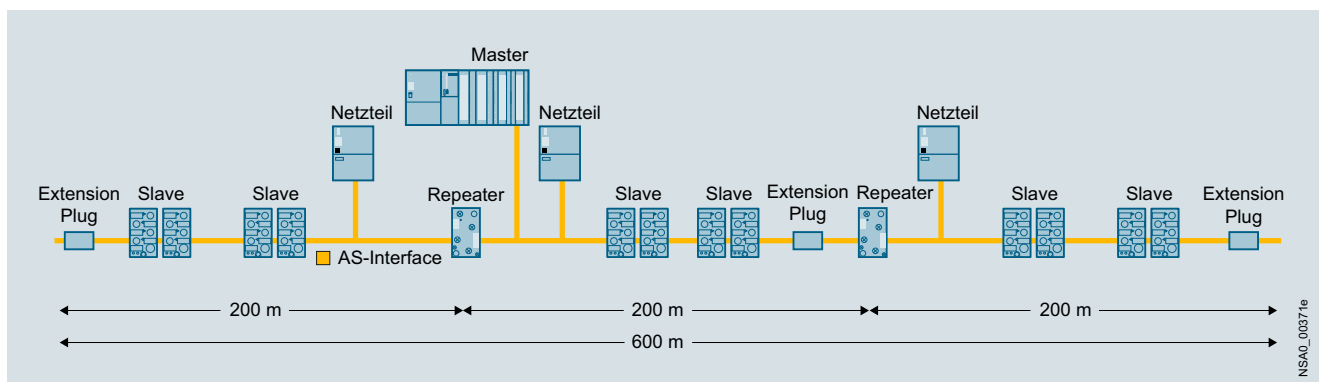 Master
Netzteil
Netzteil
Netzteil
Extension
Plug
Slave
Slave
Repeater
Slave
Slave
Extension
Plug
Repeater
Slave
Slave
Extension
Plug
AS-Interface
200 m
200 m
200 m
600 m
NSA0_00371e